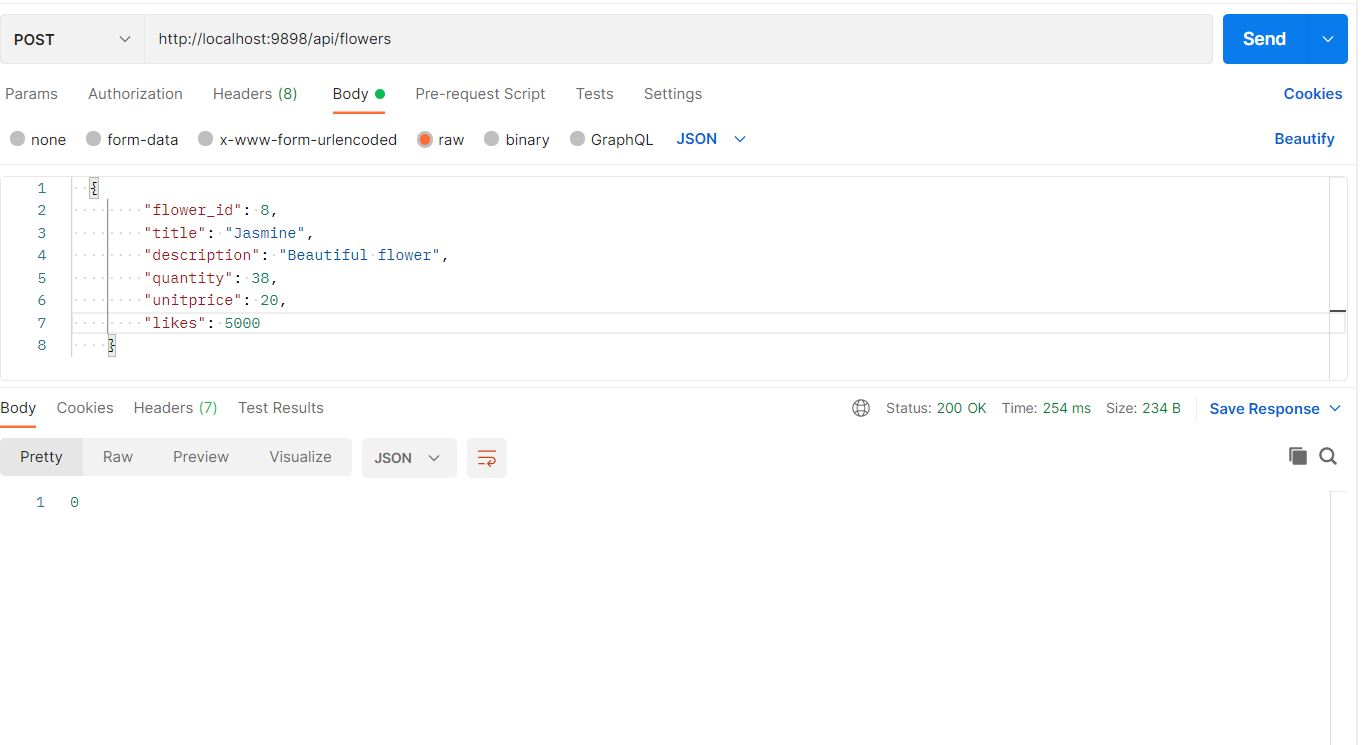 POST http://localhost:9898/api/flowers Send
Params Authorization Headers (8) Body Pre-request Script Tests Settings Cookies
none form-data x-www-form-urlencoded raw binary GraphQL JSON Beautify
1 {
2 "flower_id": 8,
3 "title": "Jasmine",
4 "description": "Beautiful flower",
5 "quantity": 38,
6 "unitprice": 20,
7 "likes": 5000
8 }
Body Cookies Headers (7) Test Results Status: 200 OK Time: 254 ms Size: 234 B Save Response
Pretty Raw Preview Visualize JSON
1 0